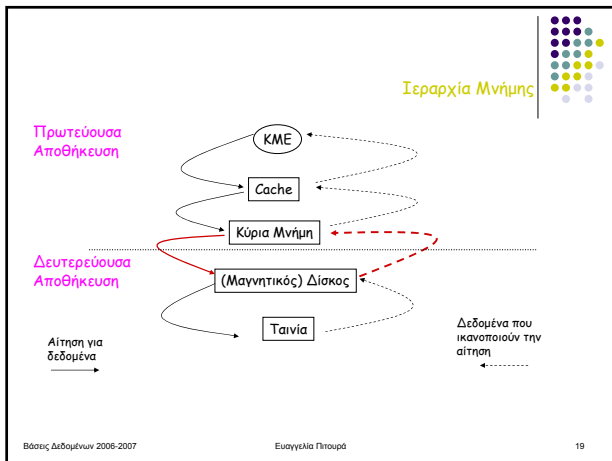 Ιεραρχία Μνήμης
Πρωτεύουσα
Αποθήκευση
ΚΜΕ
Cache
Κύρια Μνήμη
Δευτερεύουσα
Αποθήκευση
(Μαγνητικός) Δίσκος
Ταινία
Αίτηση για
δεδομένα
Δεδομένα που
ικανοποιούν την
αίτηση
Βάσεις Δεδομένων 2006-2007
Ευαγγελία Πιτουρά
19